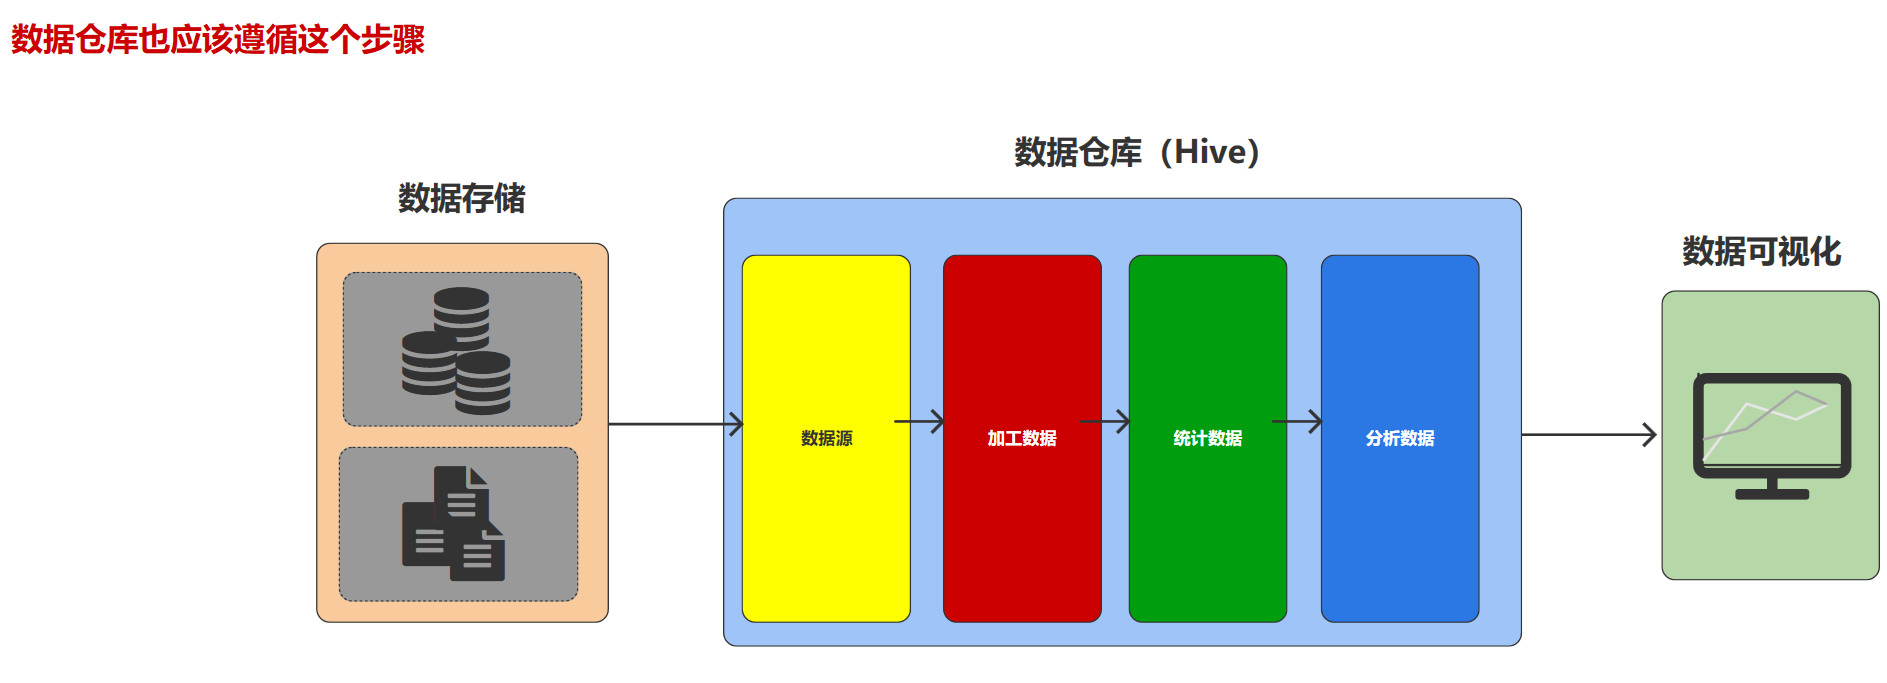 数据仓库也应该遵循这个步骤
数据仓库（Hive）
数据存储
数据可视化
数据源
加工数据
统计数据
分析数据